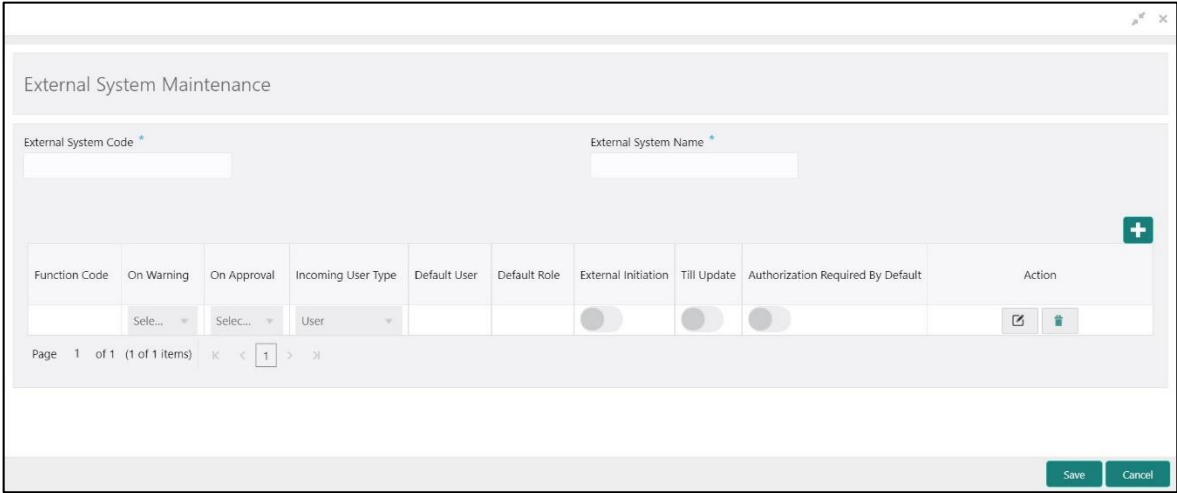 External System Maintenance
External System Code * External System Name *
Function Code On Warning On Approval Incoming User Type Default User Default Role External Initiation Till Update Authorization Required By Default Action
Sele... Selec... User
Page 1 of 1 (1 of 1 items) 1
Save Cancel